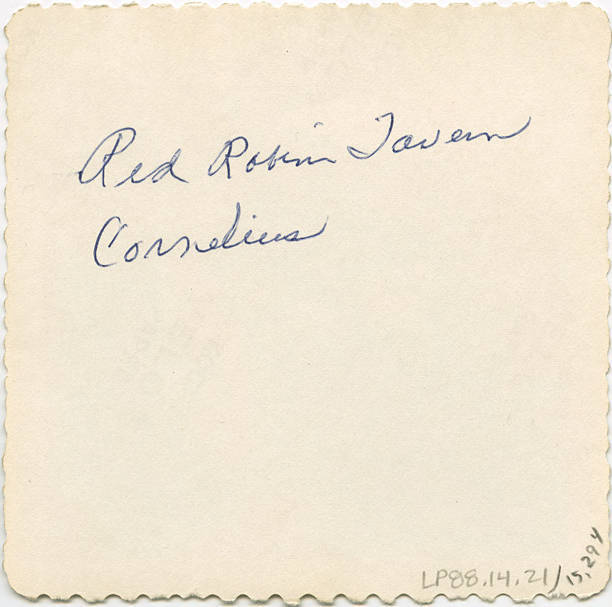 Red Robin Tavern
Cornelius
LP88.14.21/15,294